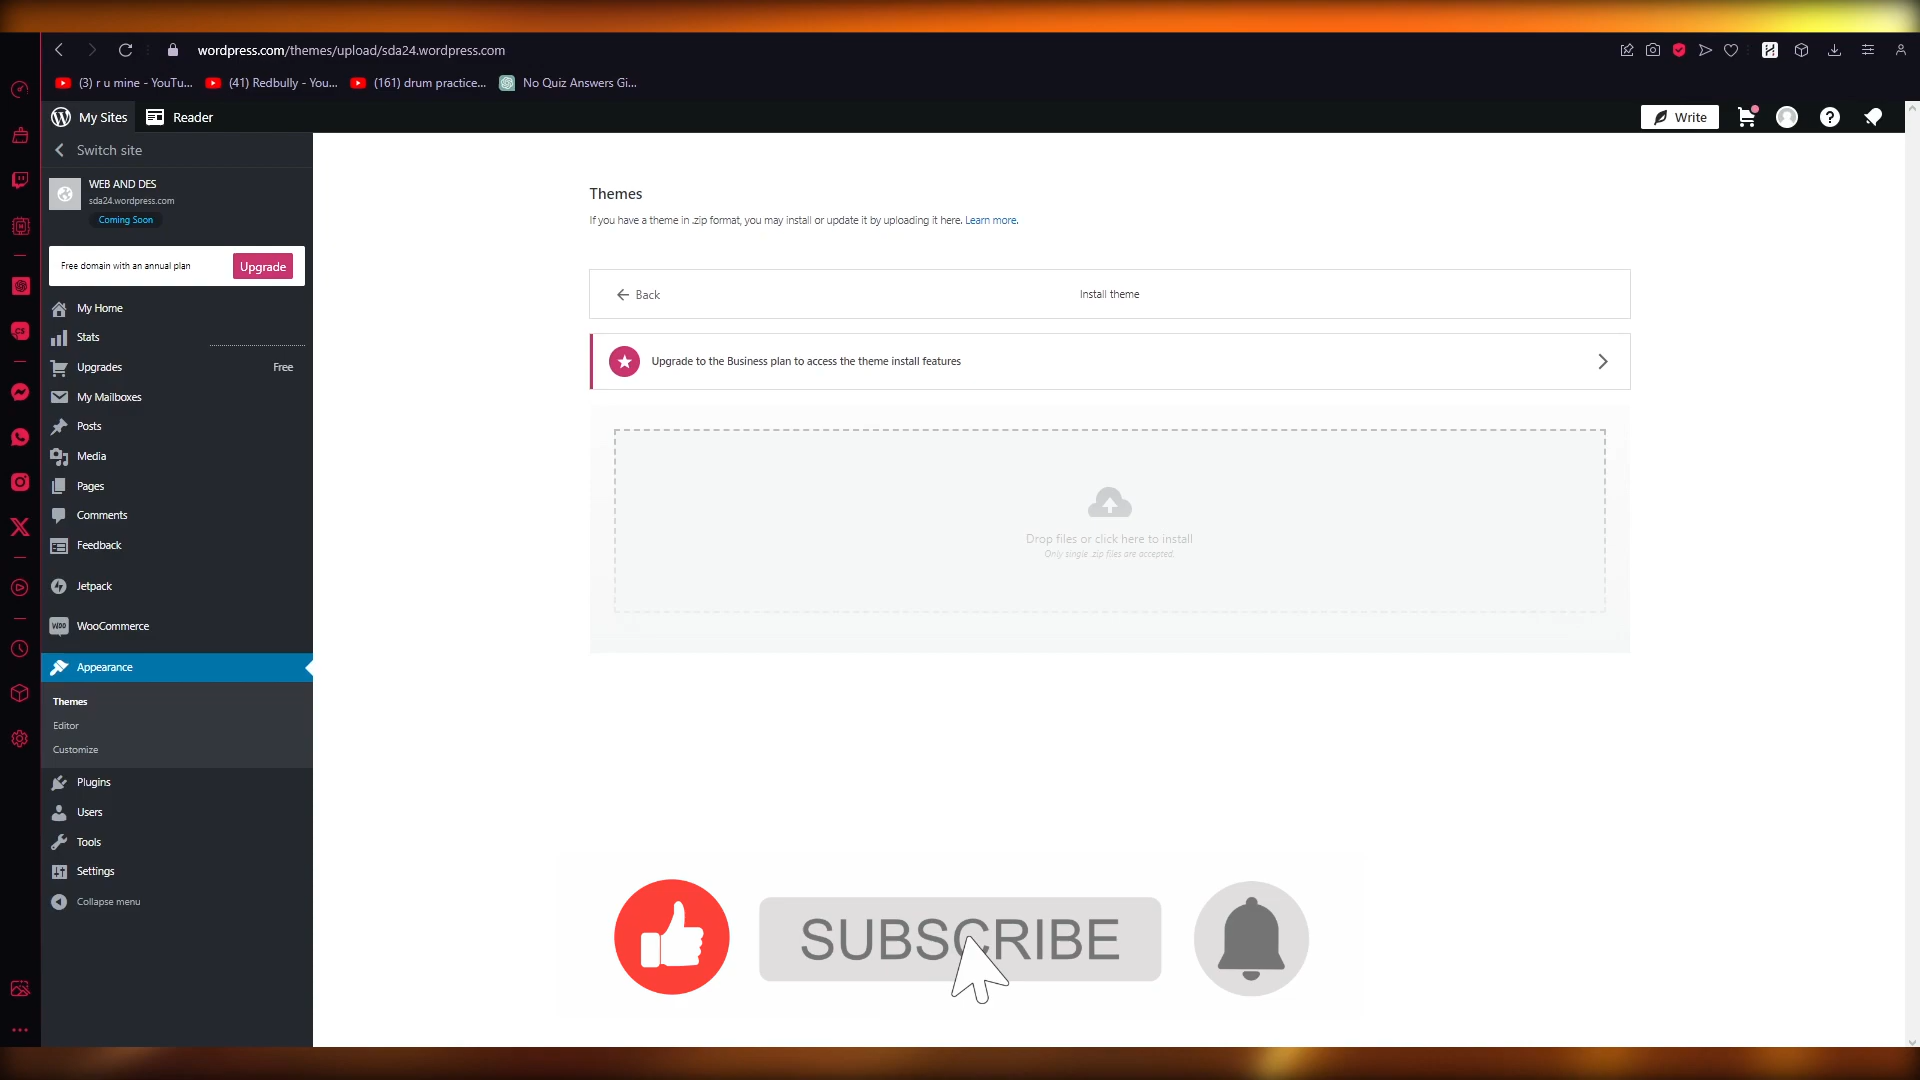 wordpress.com/themes/upload/sda24.wordpress.com
(3) r u mine - YouTu...
(41) Redbully - You...
(161) drum practice...
No Quiz Answers Gi...
My Sites
Reader
Write
Switch site
WEB AND DES
sda24.wordpress.com
Coming Soon
Free domain with an annual plan
Upgrade
My Home
Stats
Upgrades
Free
My Mailboxes
Posts
Media
Pages
Comments
Feedback
Jetpack
WooCommerce
Appearance
Themes
Editor
Customize
Plugins
Users
Tools
Settings
Collapse menu
Themes
If you have a theme in .zip format, you may install or update it by uploading it here. Learn more.
Back
Install theme
Upgrade to the Business plan to access the theme install features
Drop files or click here to install
Only single .zip files are accepted.
SUBSCRIBE